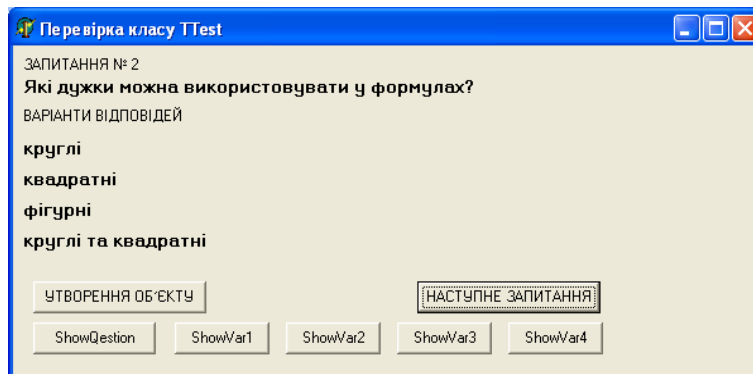 Перевірка класу TTest
ЗАПИТАННЯ № 2
Які дужки можна використовувати у формулах?
ВАРІАНТИ ВІДПОВІДЕЙ
круглі
квадратні
фігурні
круглі та квадратні
УТВОРЕННЯ ОБ'ЄКТУ
НАСТУПНЕ ЗАПИТАННЯ
ShowQestion
ShowVar1
ShowVar2
ShowVar3
ShowVar4